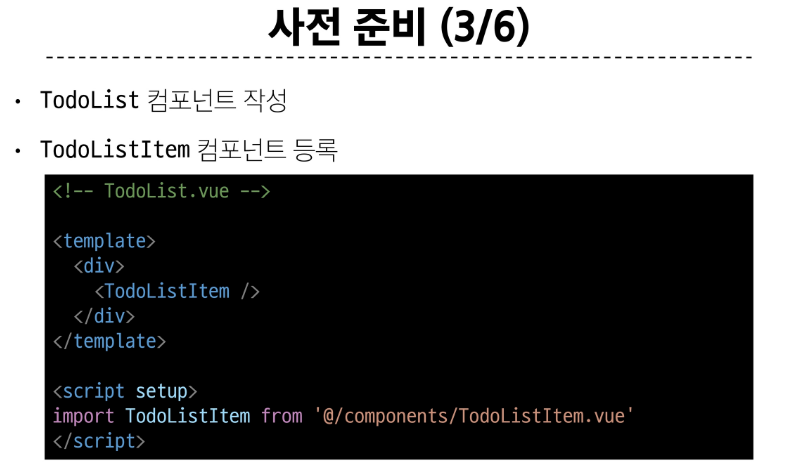 사전 준비 (3/6)
• TodoList 컴포넌트 작성
• TodoListItem 컴포넌트 등록
<!-- TodoList.vue -->
<template>
  <div>
    <TodoListItem />
  </div>
</template>
<script setup>
import TodoListItem from '@/components/TodoListItem.vue'
</script>